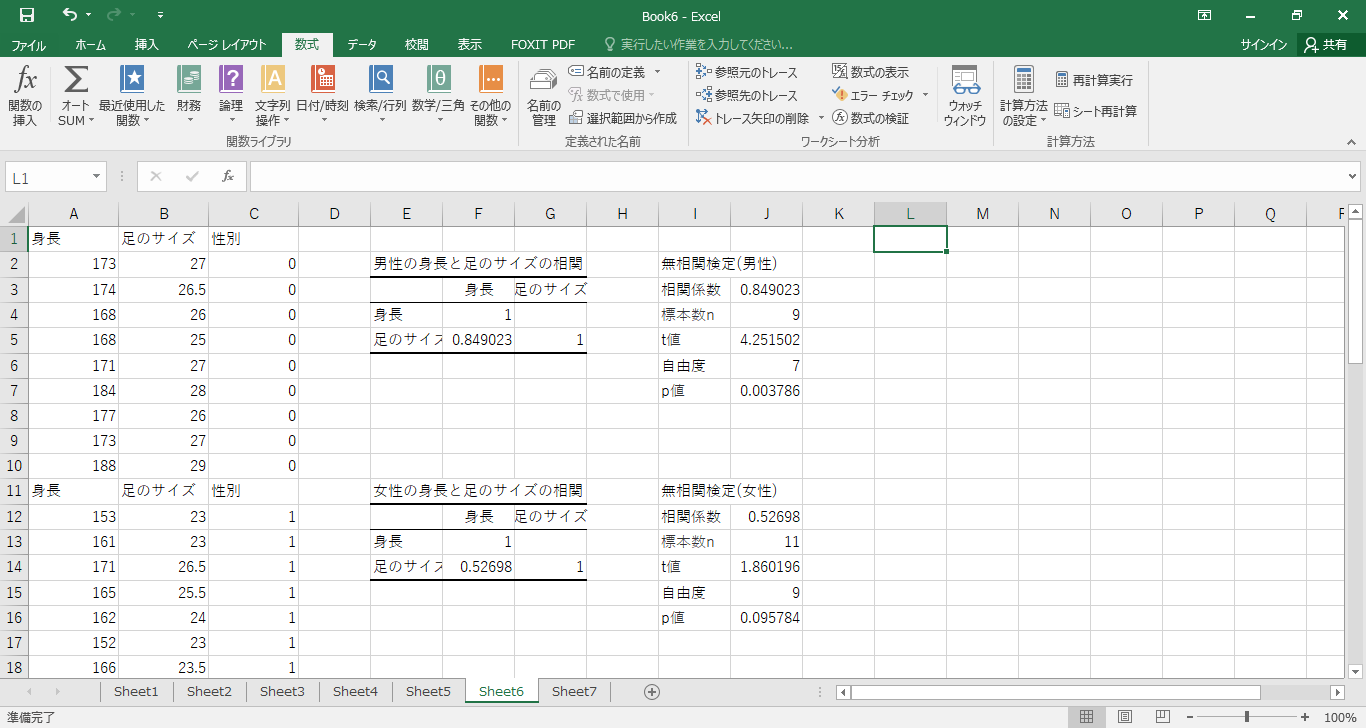 Book6 - Excel
ファイル ホーム 挿入 ページ レイアウト 数式 データ 校閲 表示 FOXIT PDF 実行したい作業を入力してください... サインイン 共有
fx 関数の挿入
Σ オート SUM
最近使用した関数
財務
論理
文字列操作
日付/時刻
検索/行列
数学/三角
その他の関数
関数ライブラリ
名前の管理
名前の定義
数式で使用
選択範囲から作成
定義された名前
参照元のトレース
参照先のトレース
トレース矢印の削除
数式の表示
エラー チェック
数式の検証
ワークシート分析
ウォッチ ウィンドウ
計算方法の設定
再計算実行
シート再計算
計算方法
L1 fx
A B C D E F G H I J K L M N O P Q
1 身長 足のサイズ 性別
2 173 27 0 男性の身長と足のサイズの相関 無相関検定(男性)
3 174 26.5 0 身長 足のサイズ 相関係数 0.849023
4 168 26 0 身長 1 標本数n 9
5 168 25 0 足のサイズ 0.849023 1 t値 4.251502
6 171 27 0 自由度 7
7 184 28 0 p値 0.003786
8 177 26 0
9 173 27 0
10 188 29 0
11 身長 足のサイズ 性別 女性の身長と足のサイズの相関 無相関検定(女性)
12 153 23 1 身長 足のサイズ 相関係数 0.52698
13 161 23 1 身長 1 標本数n 11
14 171 26.5 1 足のサイズ 0.52698 1 t値 1.860196
15 165 25.5 1 自由度 9
16 162 24 1 p値 0.095784
17 152 23 1
18 166 23.5 1
Sheet1 Sheet2 Sheet3 Sheet4 Sheet5 Sheet6 Sheet7
準備完了 100%